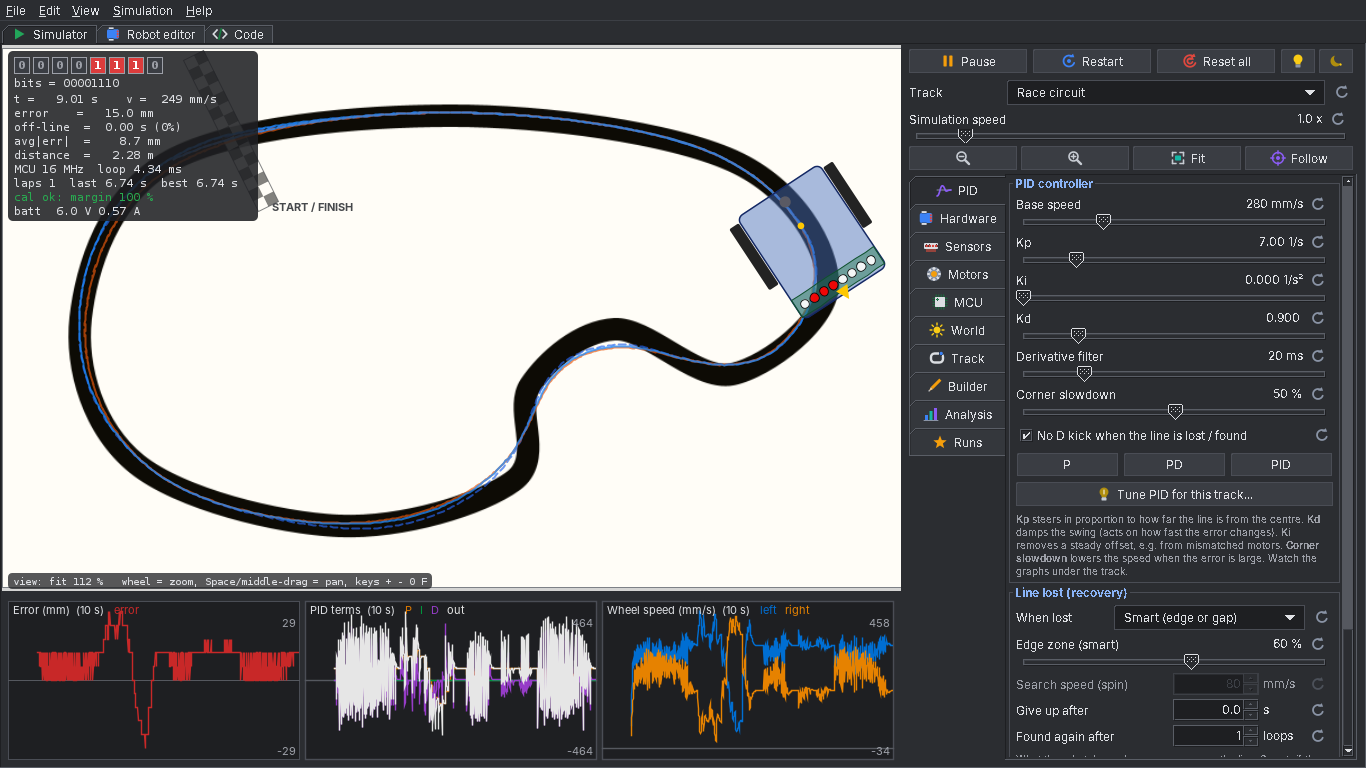 File Edit View Simulation Help
Simulator Robot editor Code
0 0 0 0 1 1 1 0
bits = 00001110
t = 9.01 s v = 249 mm/s
error = 15.0 mm
off-line = 0.00 s (0%)
avg|err| = 8.7 mm
distance = 2.28 m
MCU 16 MHz loop 4.34 ms
laps 1 last 6.74 s best 6.74 s
cal ok: margin 100 %
batt 6.0 V 0.57 A
START / FINISH
view: fit 112 % wheel = zoom, Space/middle-drag = pan, keys + - 0 F
Error (mm) (10 s) error
29
-29
PID terms (10 s) P I D out
464
-464
Wheel speed (mm/s) (10 s) left right
458
-34
Pause Restart Reset all
Track Race circuit
Simulation speed 1.0 x
Fit Follow
PID
Hardware
Sensors
Motors
MCU
World
Track
Builder
Analysis
Runs
PID controller
Base speed 280 mm/s
Kp 7.00 1/s
Ki 0.000 1/s²
Kd 0.900
Derivative filter 20 ms
Corner slowdown 50 %
No D kick when the line is lost / found
P PD PID
Tune PID for this track...
Kp steers in proportion to how far the line is from the centre. Kd
damps the swing (acts on how fast the error changes). Ki
removes a steady offset, e.g. from mismatched motors. Corner
slowdown lowers the speed when the error is large. Watch the
graphs under the track.
Line lost (recovery)
When lost Smart (edge or gap)
Edge zone (smart) 60 %
Search speed (spin) 80 mm/s
Give up after 0.0 s
Found again after 1 loops